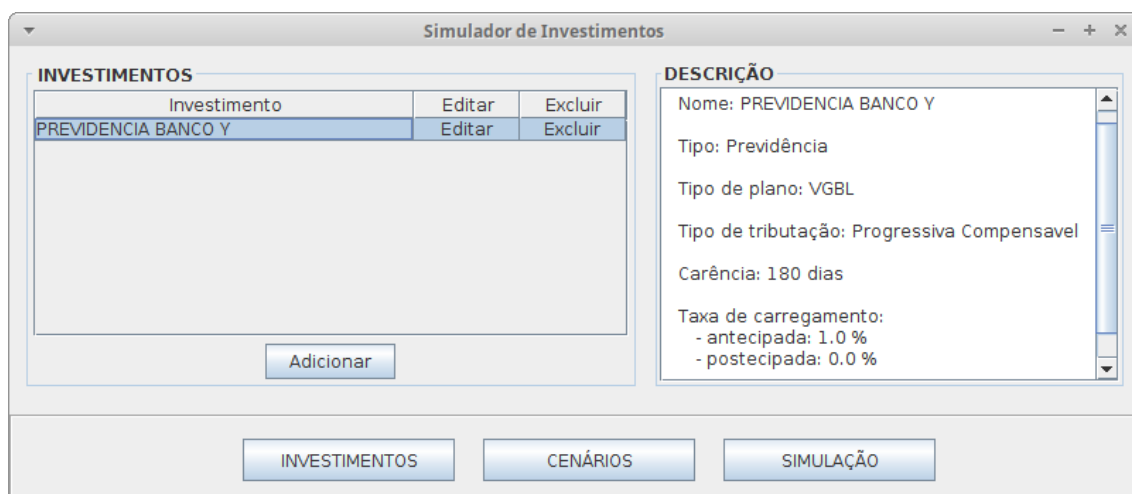 Simulador de Investimentos
INVESTIMENTOS
Investimento Editar Excluir
PREVIDENCIA BANCO Y Editar Excluir
Adicionar
DESCRIÇÃO
Nome: PREVIDENCIA BANCO Y
Tipo: Previdência
Tipo de plano: VGBL
Tipo de tributação: Progressiva Compensavel
Carência: 180 dias
Taxa de carregamento:
- antecipada: 1.0 %
- postecipada: 0.0 %
INVESTIMENTOS CENÁRIOS SIMULAÇÃO